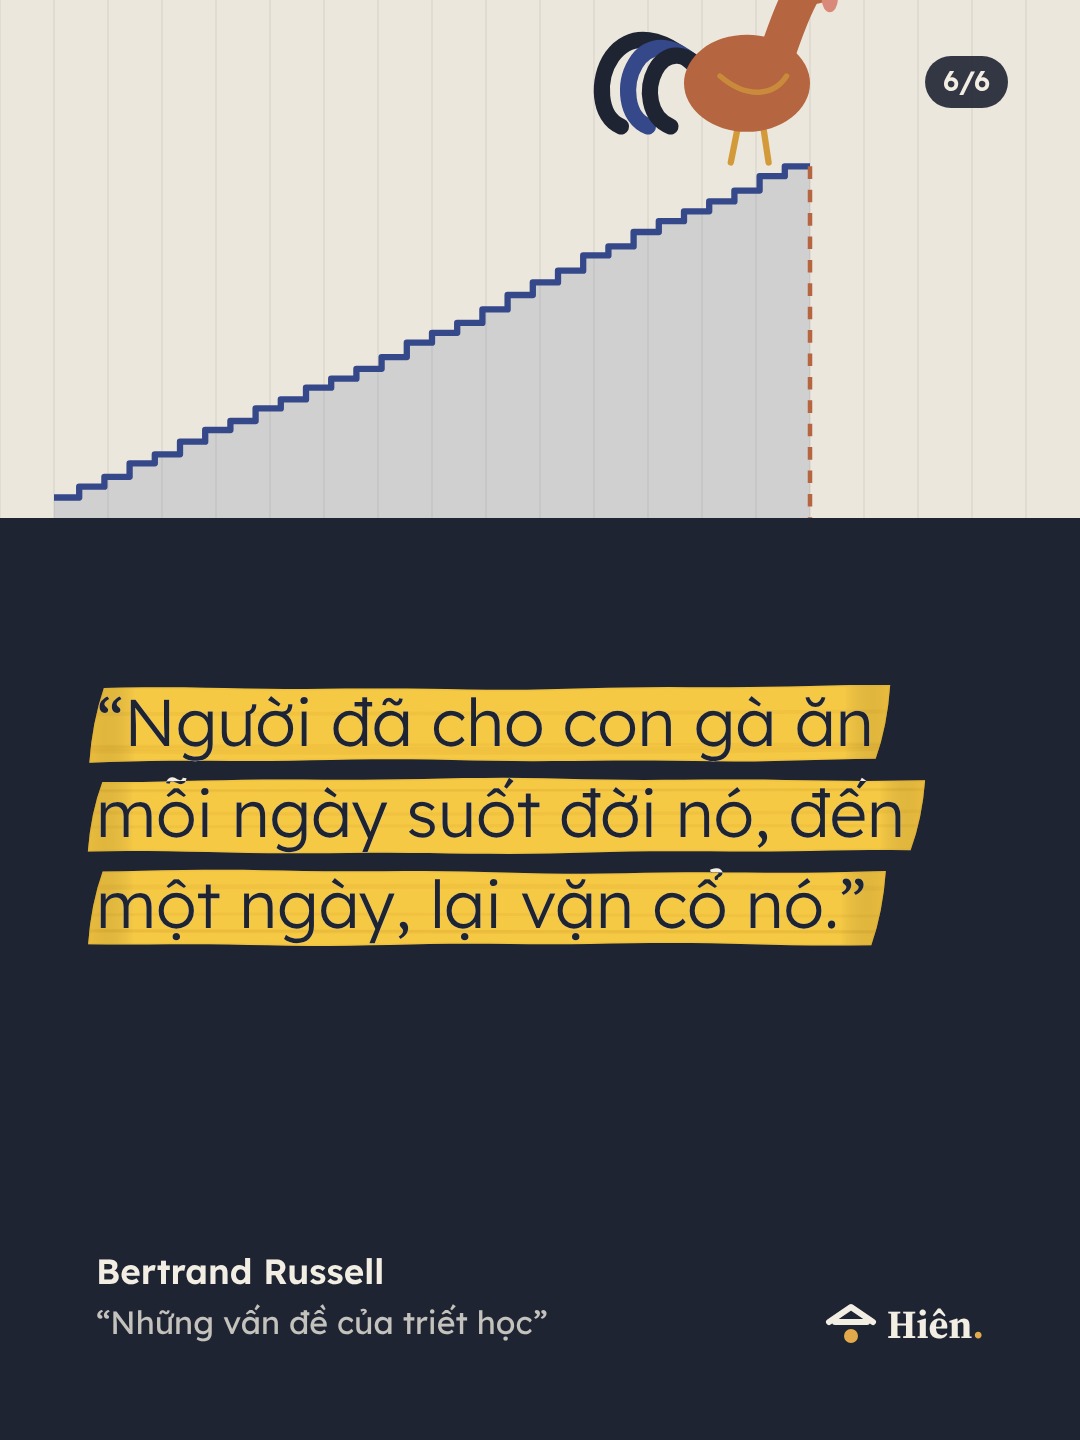 6/6
“Người đã cho con gà ăn
mỗi ngày suốt đời nó, đến
một ngày, lại vặn cổ nó.”
Bertrand Russell
“Những vấn đề của triết học”
Hiên.